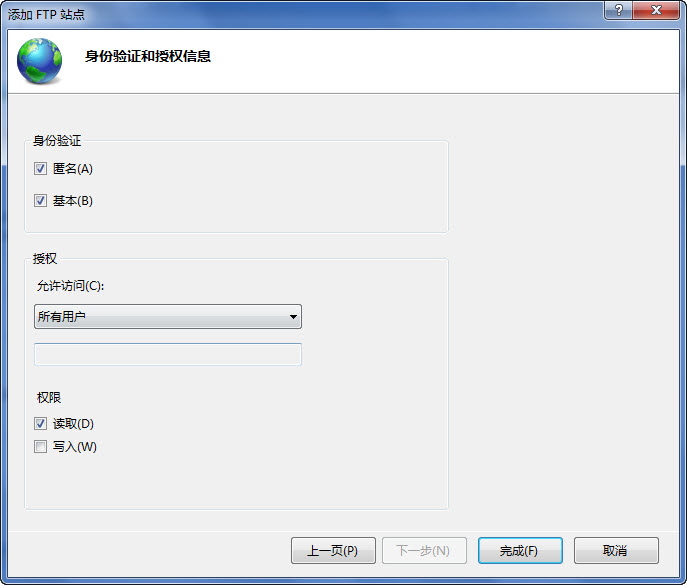 添加 FTP 站点
身份验证和授权信息
身份验证
匿名(A)
基本(B)
授权
允许访问(C):
所有用户
权限
读取(D)
写入(W)
上一页(P) 下一步(N) 完成(F) 取消